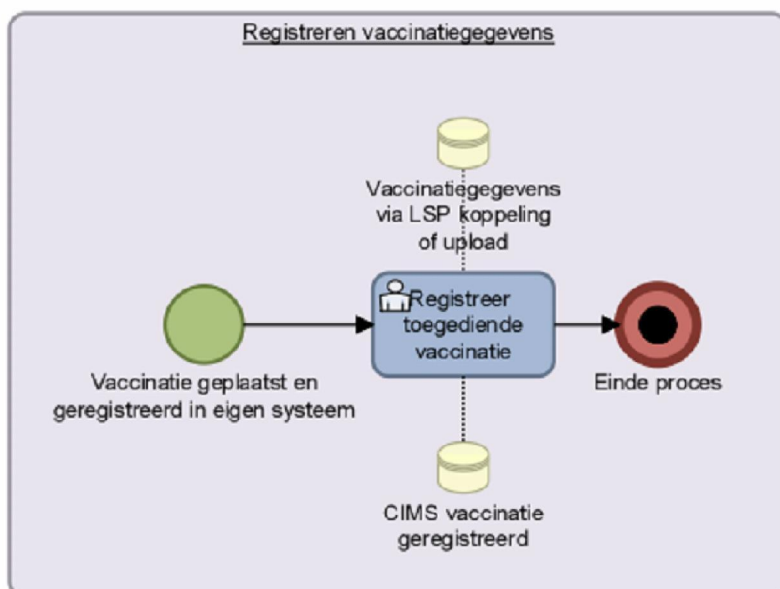 Registreren vaccinatiegegevens
Vaccinatiegegevens
via LSP koppeling
of upload
Registreer
toegediende
vaccinatie
Vaccinatie geplaatst en
geregistreerd in eigen systeem
Einde proces
CIMS vaccinatie
geregistreerd